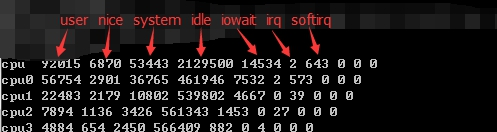 user nice system idle iowait irq softirq
cpu 92015 6870 53443 2129500 14534 2 643 0 0 0
cpu0 56754 2901 36765 461946 7532 2 573 0 0 0
cpu1 22483 2179 10802 539802 4667 0 39 0 0 0
cpu2 7894 1136 3426 561343 1453 0 27 0 0 0
cpu3 4884 654 2450 566409 882 0 4 0 0 0